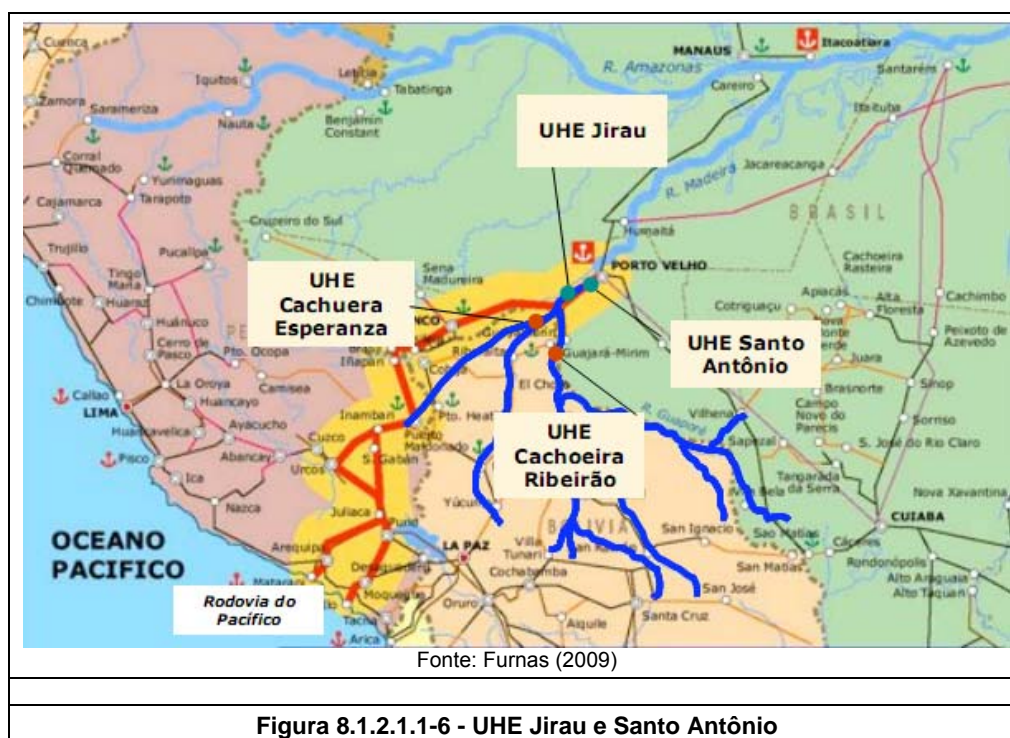 Cuenca
MANAUS
Itacoatiara
Santarém
R. Amazonas
Iquitos
Leticia
Tabatinga
Careiro
Zamora
Sarameriza
Nauta
Benjamin
Constant
Itaituba
UHE Jirau
Corral
Quemado
Yurimaguas
Tarapoto
Jacareacanga
R. Madeira
Cajamarca
Cruzeiro do Sul
BRASIL
Humaitá
Trujillo
Pucallpa
Sena
Madureira
PORTO VELHO
Cachoeira
Rasteira
Tingo
María
UHE
Cachuera
Esperanza
Chimbote
Huaraz
Cotriguaçu
Apiacás
Alta
Floresta
Cachimbo
Huánuco
Cerro de
Pasco
Pto. Ocopa
Iñapari
Guajará-Mirim
UHE Santo
Antônio
Juara
Peixoto de
Azevedo
La Oroya
Camisea
El Choro
Brasnorte
Sinop
Callao
LIMA
Huancayo
Inambari
Pto. Heath
R. Guaporé
Vilhena
Campo
Novo do
Parecis
Huancavelica
Ayacucho
Cuzco
Puerto
Maldonado
UHE
Cachoeira
Ribeirão
Sapezal
Sorriso
S. José do Rio Claro
Pisco
Abancay
Urcos
S. Gabán
Tangarada
da Serra
Ica
Nazca
Juliaca
BOLIVIA
San Ignacio
Sao Matias
Nova Xavantina
OCEANO
PACIFICO
Puno
LA PAZ
Villa
Tunari
San Matías
Cáceres
CUIABA
Arequipa
Desaguadero
Cochabamba
San José
Rondonópolis
Alto Araguaia
Alto Taquari
Rodovia do
Pacífico
Moquegua
Oruro
Santa Cruz
Tacna
Arica
Aiquile
Fonte: Furnas (2009)
Figura 8.1.2.1.1-6 - UHE Jirau e Santo Antônio